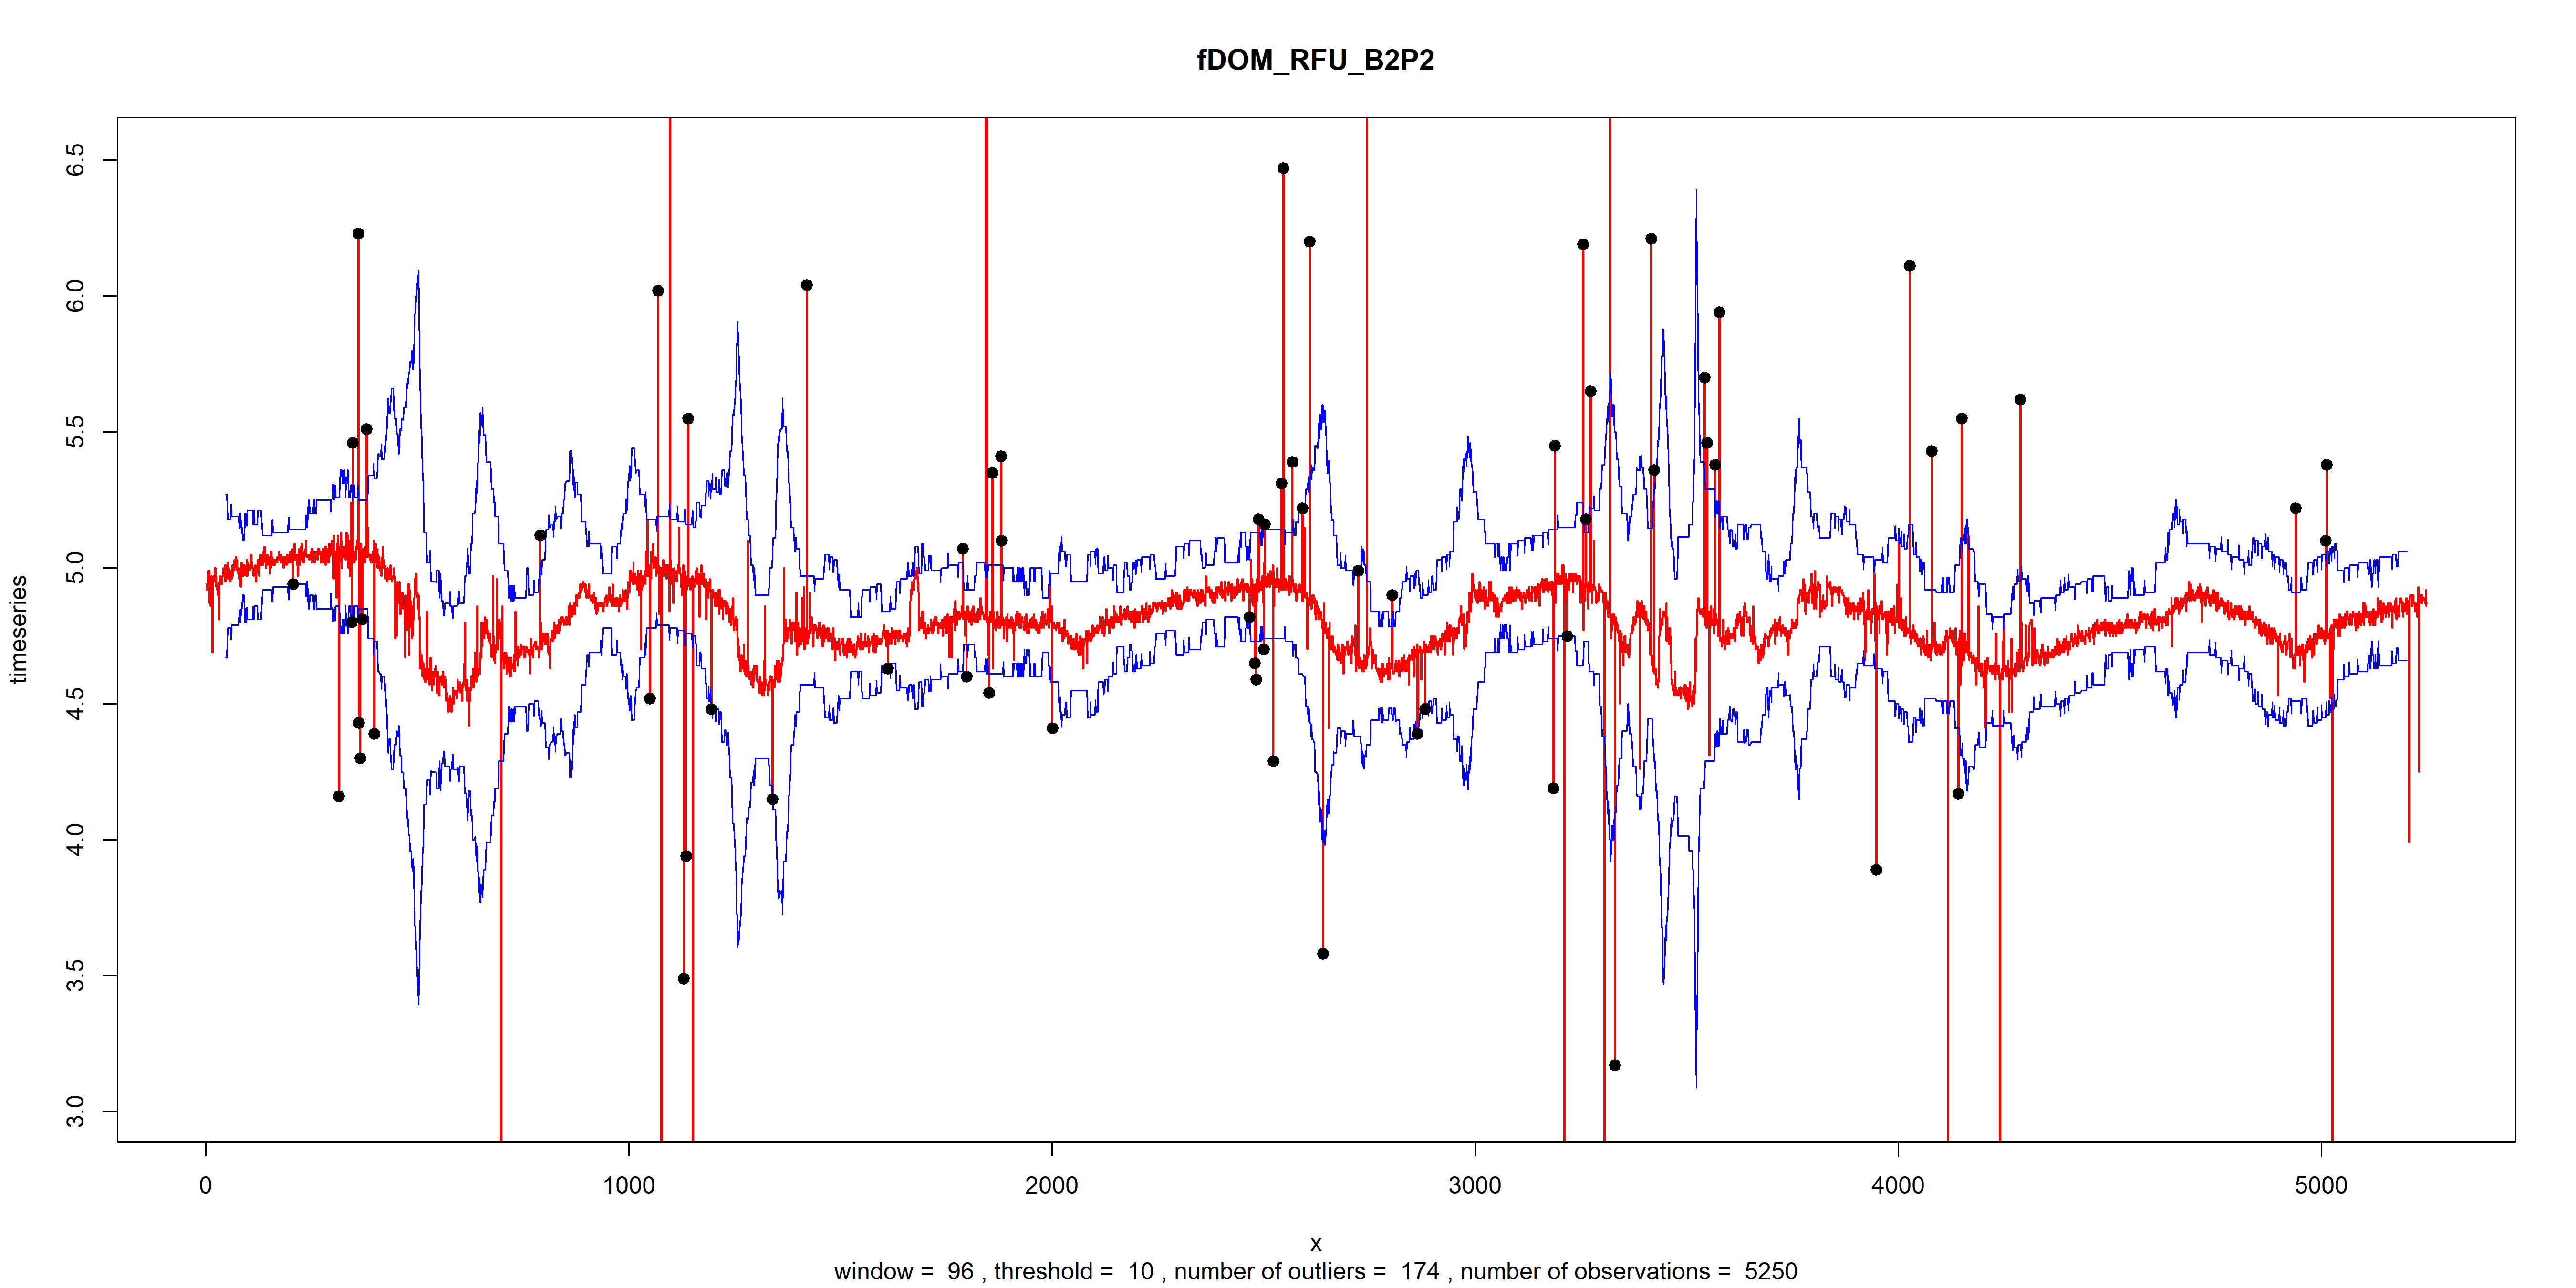 fDOM_RFU_B2P2
timeseries
6.5
6.0
5.5
5.0
4.5
4.0
3.5
3.0
0 1000 2000 3000 4000 5000
x
window =  96 , threshold =  10 , number of outliers =  174 , number of observations =  5250